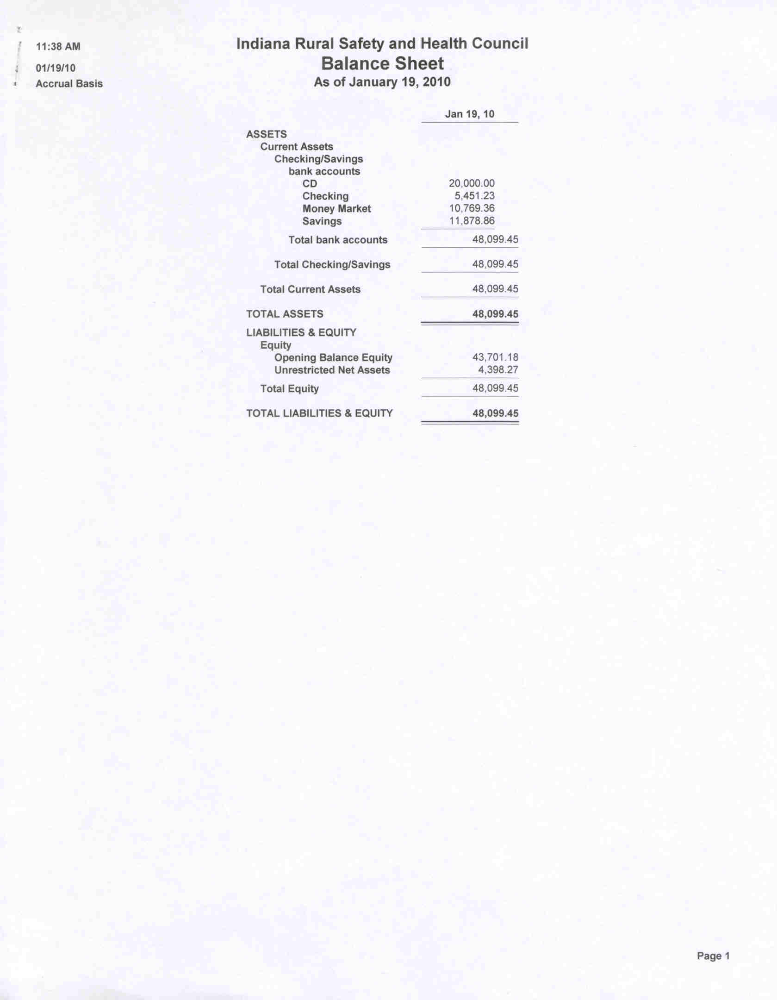 11:38 AM
01/19/10
Accrual Basis
Indiana Rural Safety and Health Council
Balance Sheet
As of January 19, 2010
Jan 19, 10
ASSETS
Current Assets
Checking/Savings
bank accounts
CD 20,000.00
Checking 5,451.23
Money Market 10,769.36
Savings 11,878.86
Total bank accounts 48,099.45
Total Checking/Savings 48,099.45
Total Current Assets 48,099.45
TOTAL ASSETS 48,099.45
LIABILITIES & EQUITY
Equity
Opening Balance Equity 43,701.18
Unrestricted Net Assets 4,398.27
Total Equity 48,099.45
TOTAL LIABILITIES & EQUITY 48,099.45
Page 1